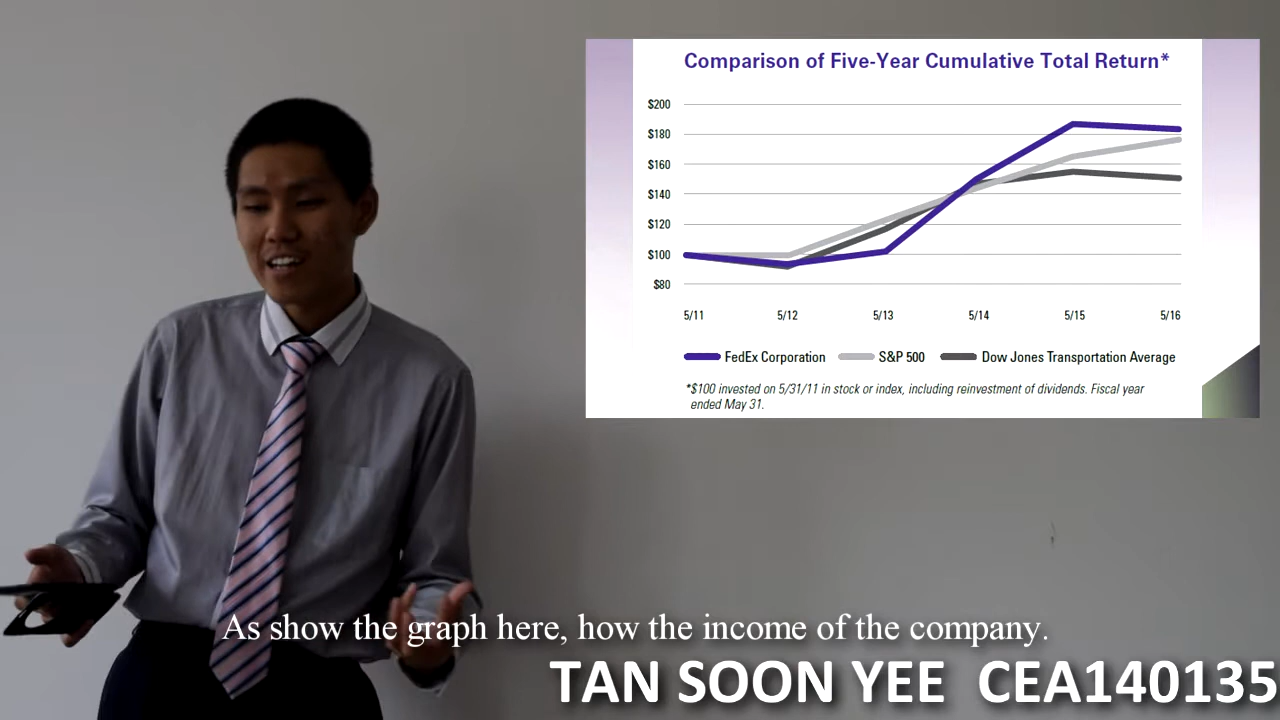 Comparison of Five-Year Cumulative Total Return*
$200
$180
$160
$140
$120
$100
$80
5/11 5/12 5/13 5/14 5/15 5/16
FedEx Corporation S&P 500 Dow Jones Transportation Average
*$100 invested on 5/31/11 in stock or index, including reinvestment of dividends. Fiscal year
ended May 31.
As show the graph here, how the income of the company.
TAN SOON YEE CEA140135